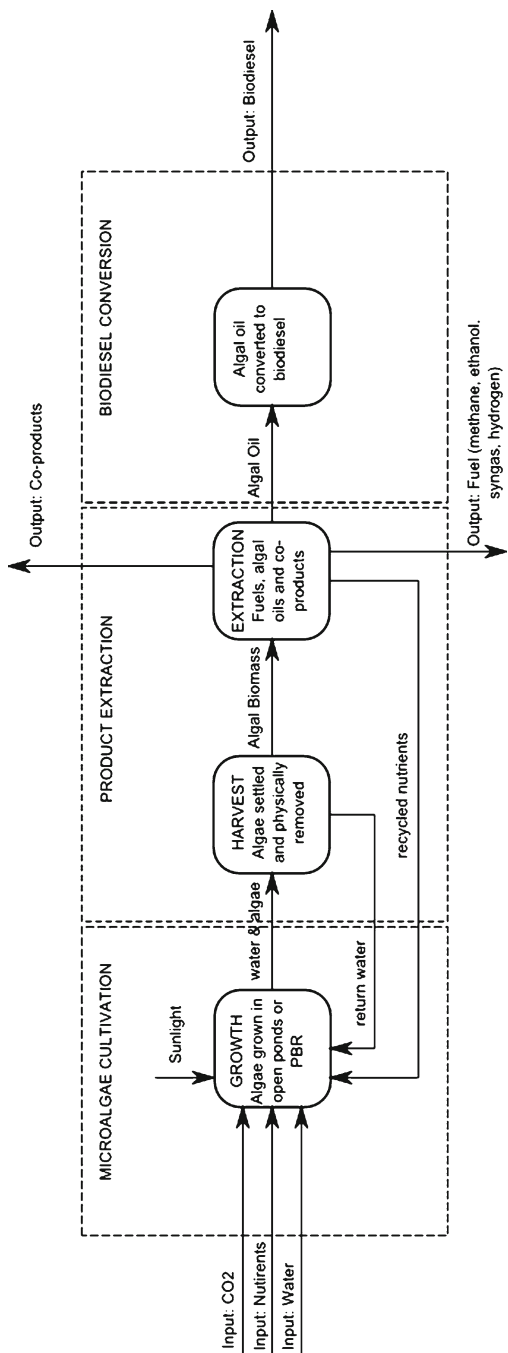 MICROALGAE CULTIVATION
PRODUCT EXTRACTION
BIODIESEL CONVERSION
Input: CO2
Input: Nutirents
Input: Water
Sunlight
GROWTH
Algae grown in
open ponds or
PBR
water & algae
return water
HARVEST
Algae settled
and physically
removed
Algal Biomass
recycled nutrients
EXTRACTION
Fuels, algal
oils and co-
products
Output: Co-products
Output: Fuel (methane, ethanol.
syngas, hydrogen)
Algal Oil
Algal oil
converted to
biodiesel
Output: Biodiesel